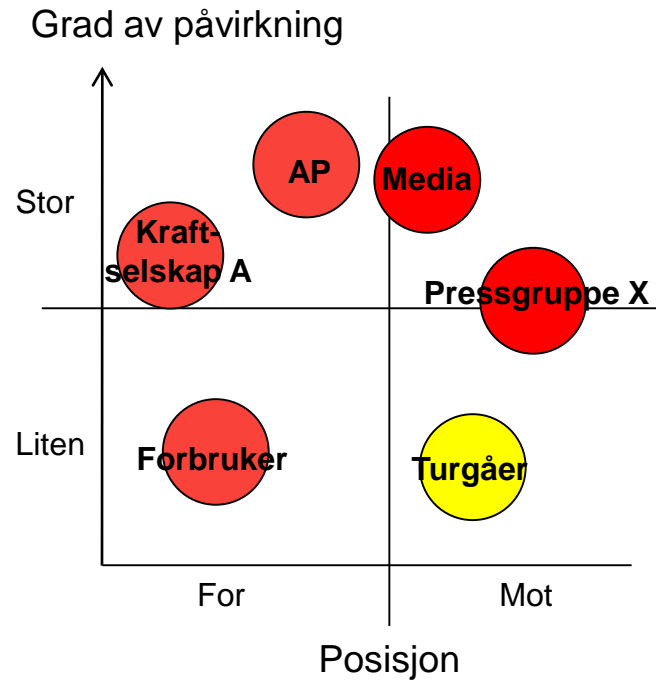 Grad av påvirkning
AP
Media
Stor
Kraft-
selskap A
Pressgruppe X
Liten
Forbruker
Turgåer
For
Mot
Posisjon